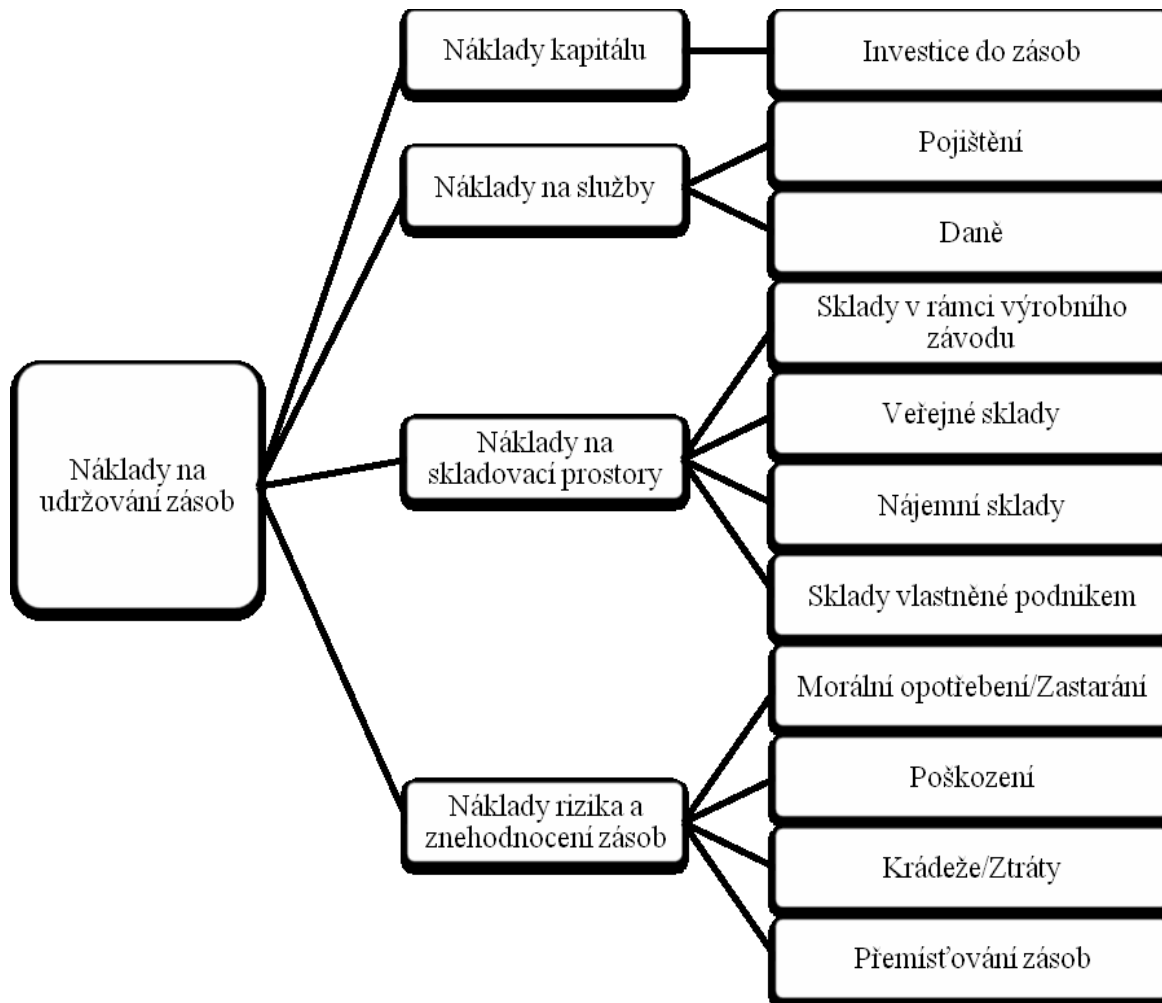 Náklady kapitálu
Investice do zásob
Náklady na služby
Pojištění
Daně
Náklady na
udržování zásob
Náklady na
skladovací prostory
Sklady v rámci výrobního
závodu
Veřejné sklady
Nájemní sklady
Sklady vlastněné podnikem
Náklady rizika a
znehodnocení zásob
Morální opotřebení/Zastarání
Poškození
Krádeže/Ztráty
Přemísťování zásob